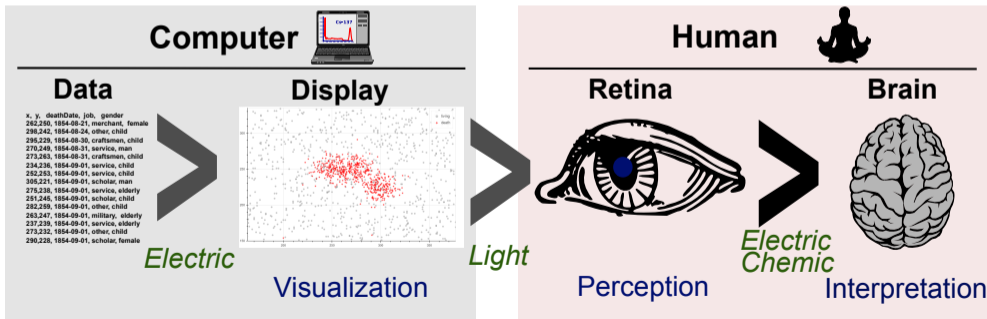 Computer
Human
Data
Display
Retina
Brain
x, y, deathDate, job, gender
262,250, 1854-08-21, merchant, female
298,242, 1854-08-24, other, child
295,229, 1854-08-30, craftsmen, child
270,249, 1854-08-31, service, man
273,263, 1854-08-31, craftsmen, child
234,236, 1854-09-01, service, child
252,253, 1854-09-01, service, child
305,221, 1854-09-01, scholar, man
275,238, 1854-09-01, service, elderly
251,245, 1854-09-01, scholar, child
282,259, 1854-09-01, other, child
263,247, 1854-09-01, military, elderly
237,239, 1854-09-01, service, elderly
273,232, 1854-09-01, other, child
290,228, 1854-09-01, scholar, female
Electric
Light
Electric
Chemic
Visualization
Perception
Interpretation